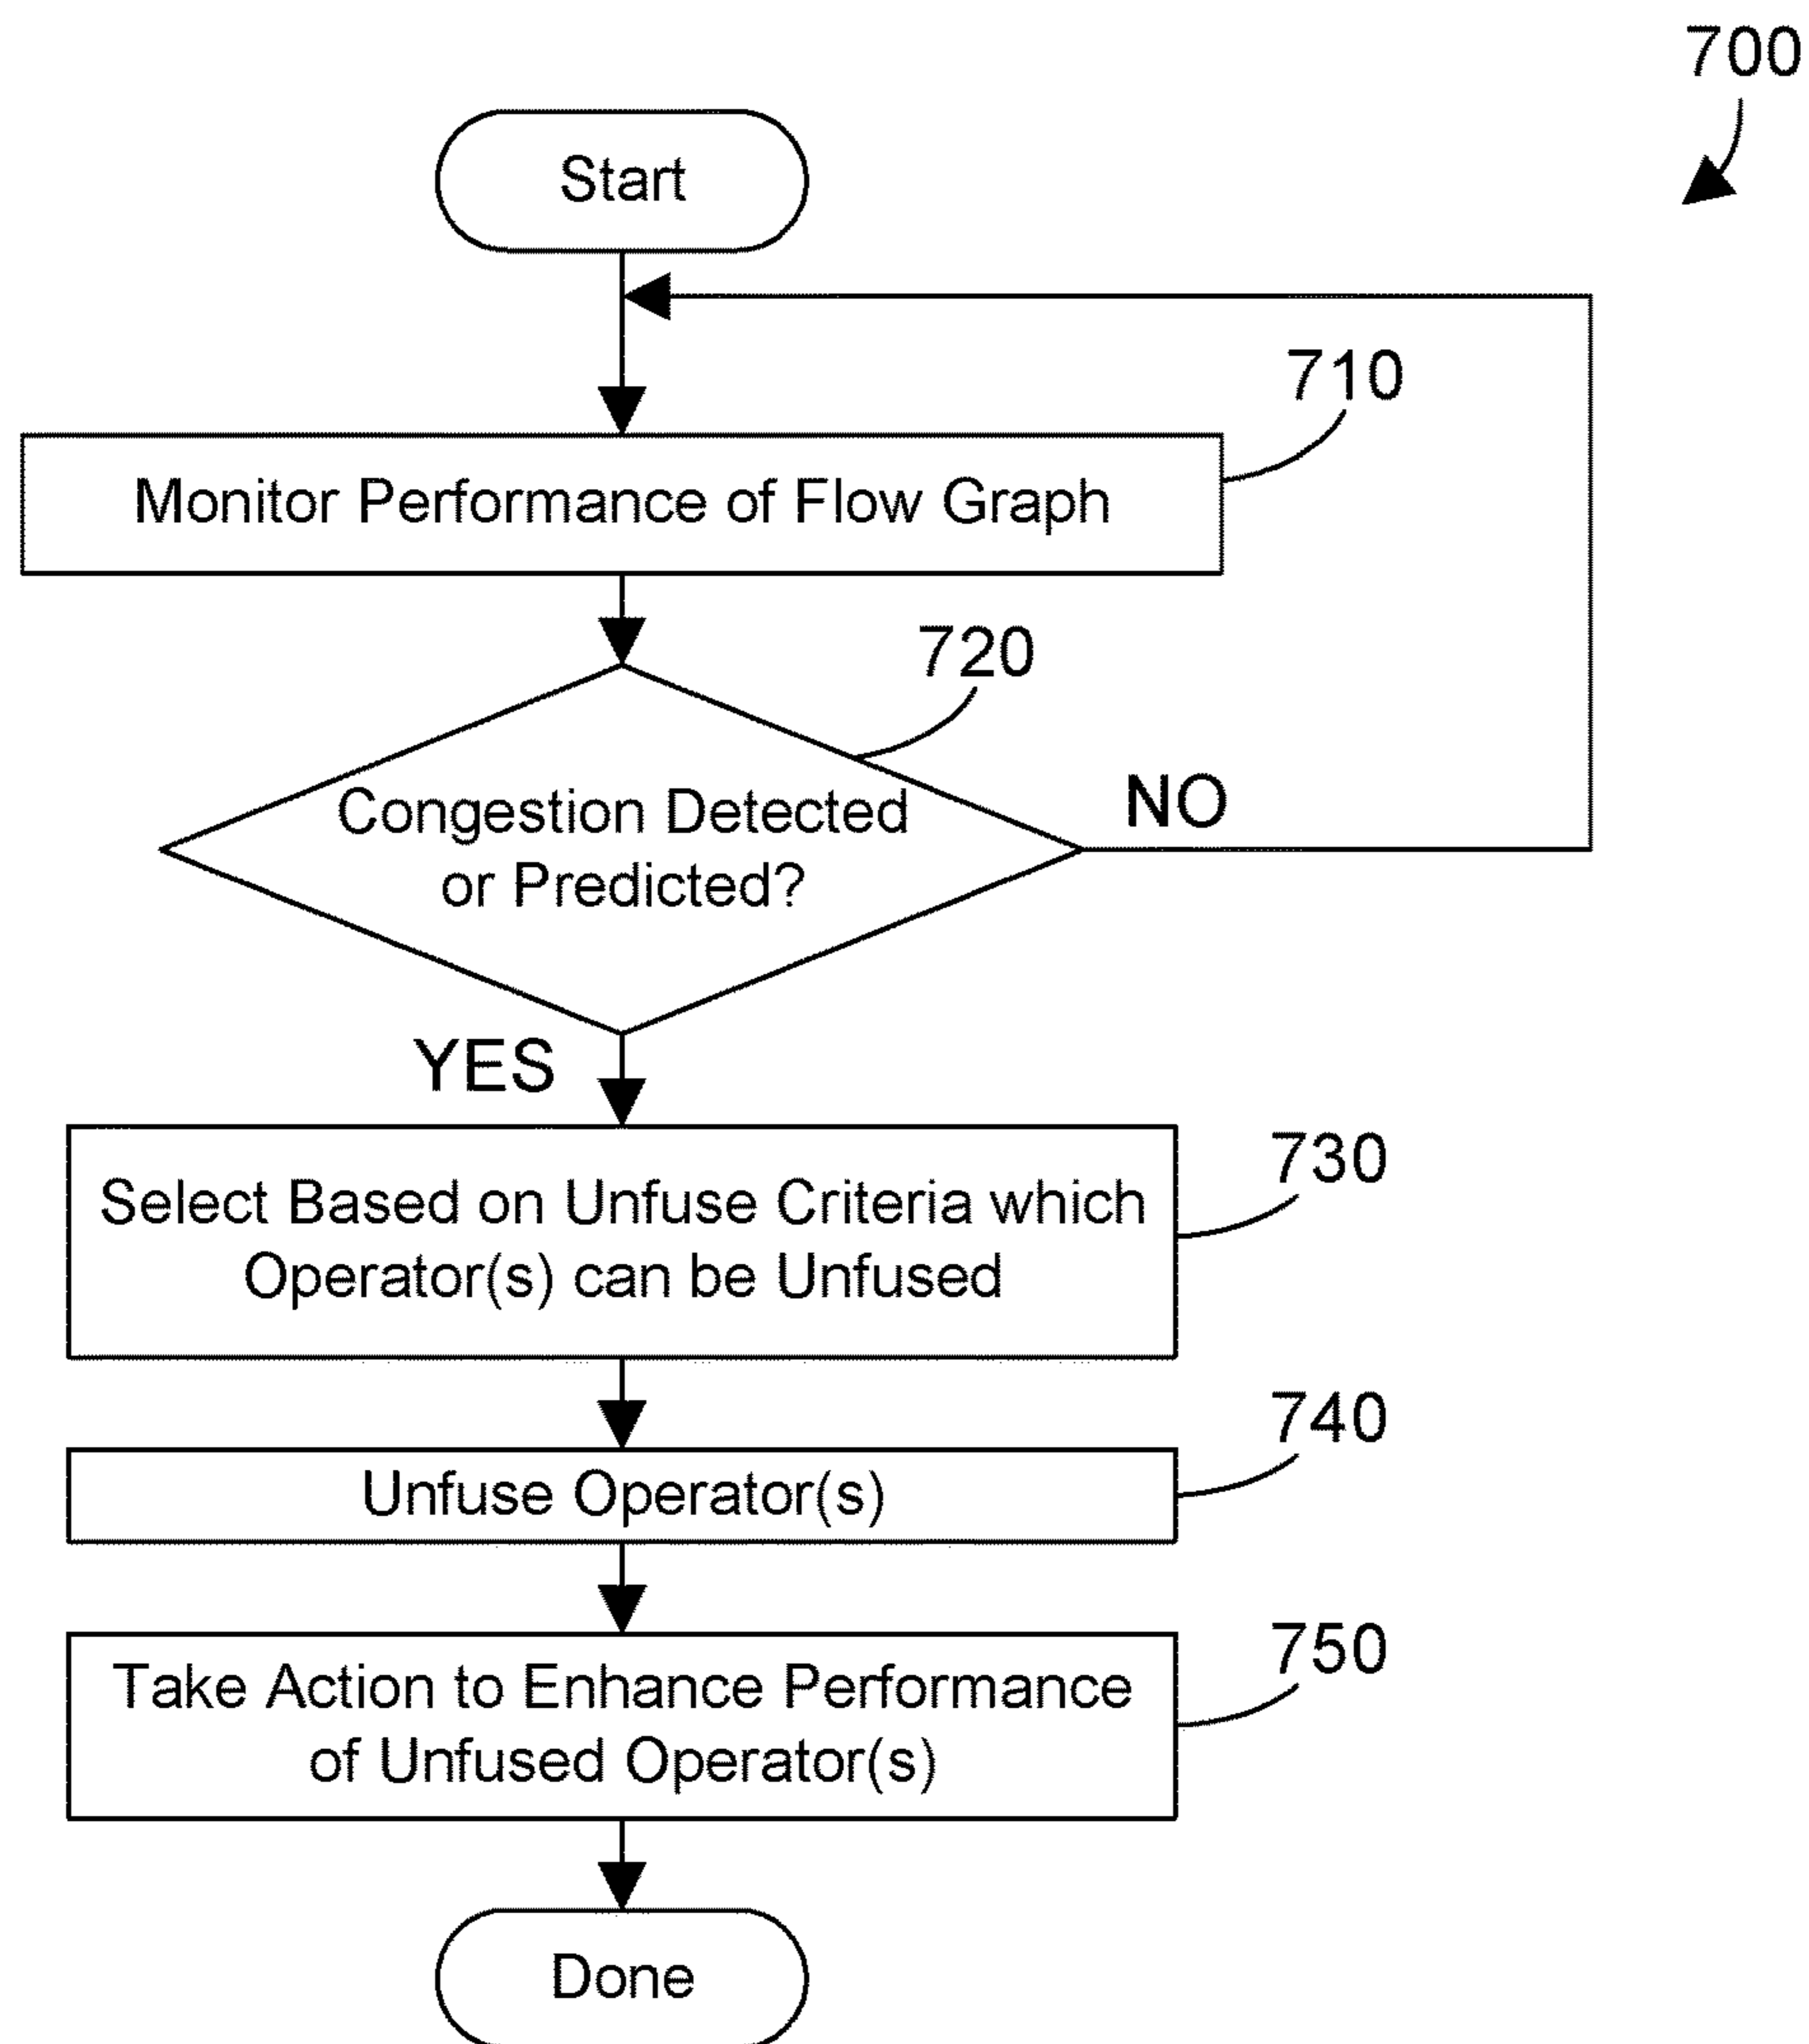 700
Start
710
Monitor Performance of Flow Graph
720
Congestion Detected
or Predicted?
NO
YES
730
Select Based on Unfuse Criteria which
Operator(s) can be Unfused
740
Unfuse Operator(s)
750
Take Action to Enhance Performance
of Unfused Operator(s)
Done